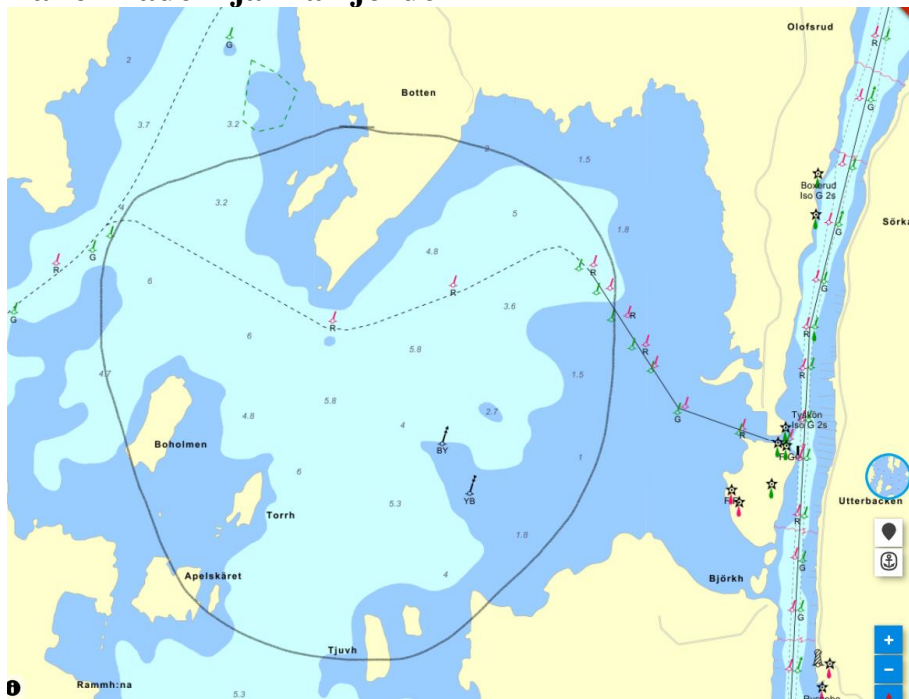 Olofsrud
G
R
2
Botten
3.7
3.2
G
2
1.5
Boxerud
Iso G 2s
4
3.2
5
1.8
Sörka
R
G
4.8
R
6
R
G
3.6
G
R
R
6
R
5.8
R
4.7
5.8
1.5
R
4.8
4
2.7
G
Tyskön
Iso G 2s
Boholmen
R
BY
6
1
YB
Utterbacken
5.3
Torrh
R
1.8
G
Apelskäret
4
Björkh
G
Tjuvh
R
Rammh:na
5.3
+
−